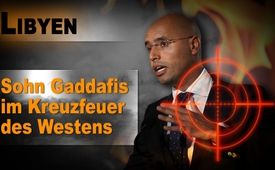 LIBYEN
Sohn Gaddafis
im Kreuzfeuer
des Westens